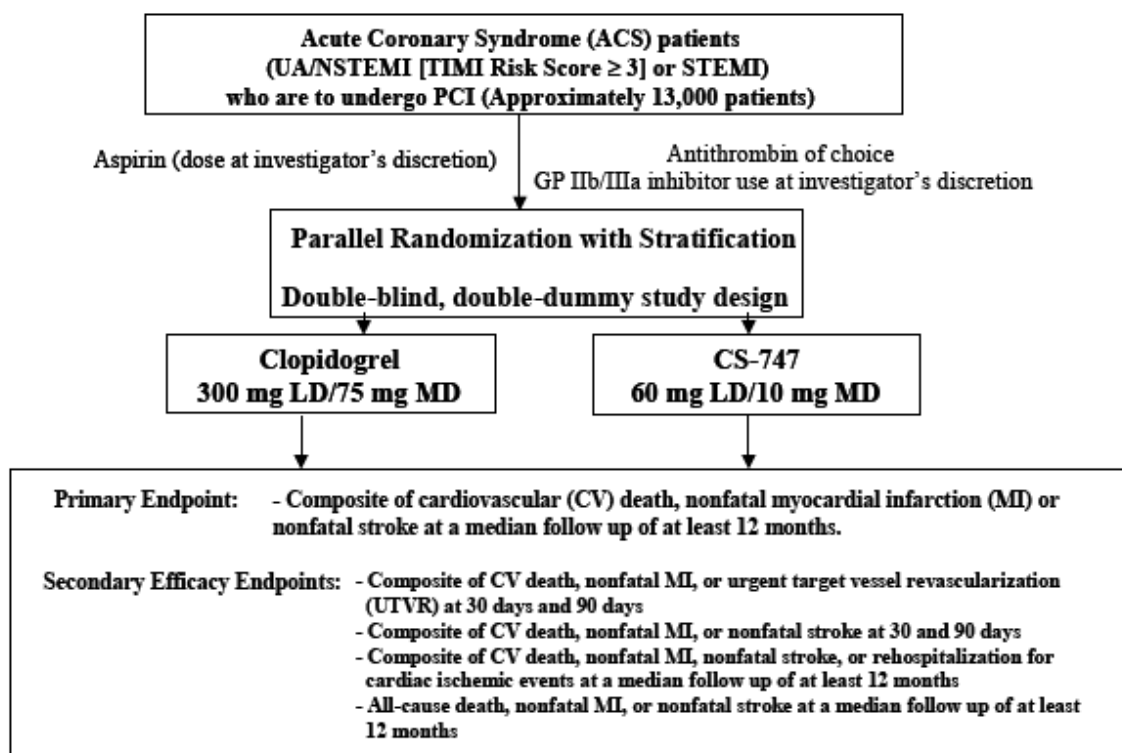 Acute Coronary Syndrome (ACS) patients
(UA/NSTEMI [TIMI Risk Score ≥ 3] or STEMI)
who are to undergo PCI (Approximately 13,000 patients)
Aspirin (dose at investigator's discretion)
Antithrombin of choice
GP IIb/IIIa inhibitor use at investigator's discretion
Parallel Randomization with Stratification
Double-blind, double-dummy study design
Clopidogrel
300 mg LD/75 mg MD
CS-747
60 mg LD/10 mg MD
Primary Endpoint: - Composite of cardiovascular (CV) death, nonfatal myocardial infarction (MI) or
nonfatal stroke at a median follow up of at least 12 months.
Secondary Efficacy Endpoints: - Composite of CV death, nonfatal MI, or urgent target vessel revascularization
(UTVR) at 30 days and 90 days
- Composite of CV death, nonfatal MI, or nonfatal stroke at 30 and 90 days
- Composite of CV death, nonfatal MI, nonfatal stroke, or rehospitalization for
cardiac ischemic events at a median follow up of at least 12 months
- All-cause death, nonfatal MI, or nonfatal stroke at a median follow up of at least
12 months